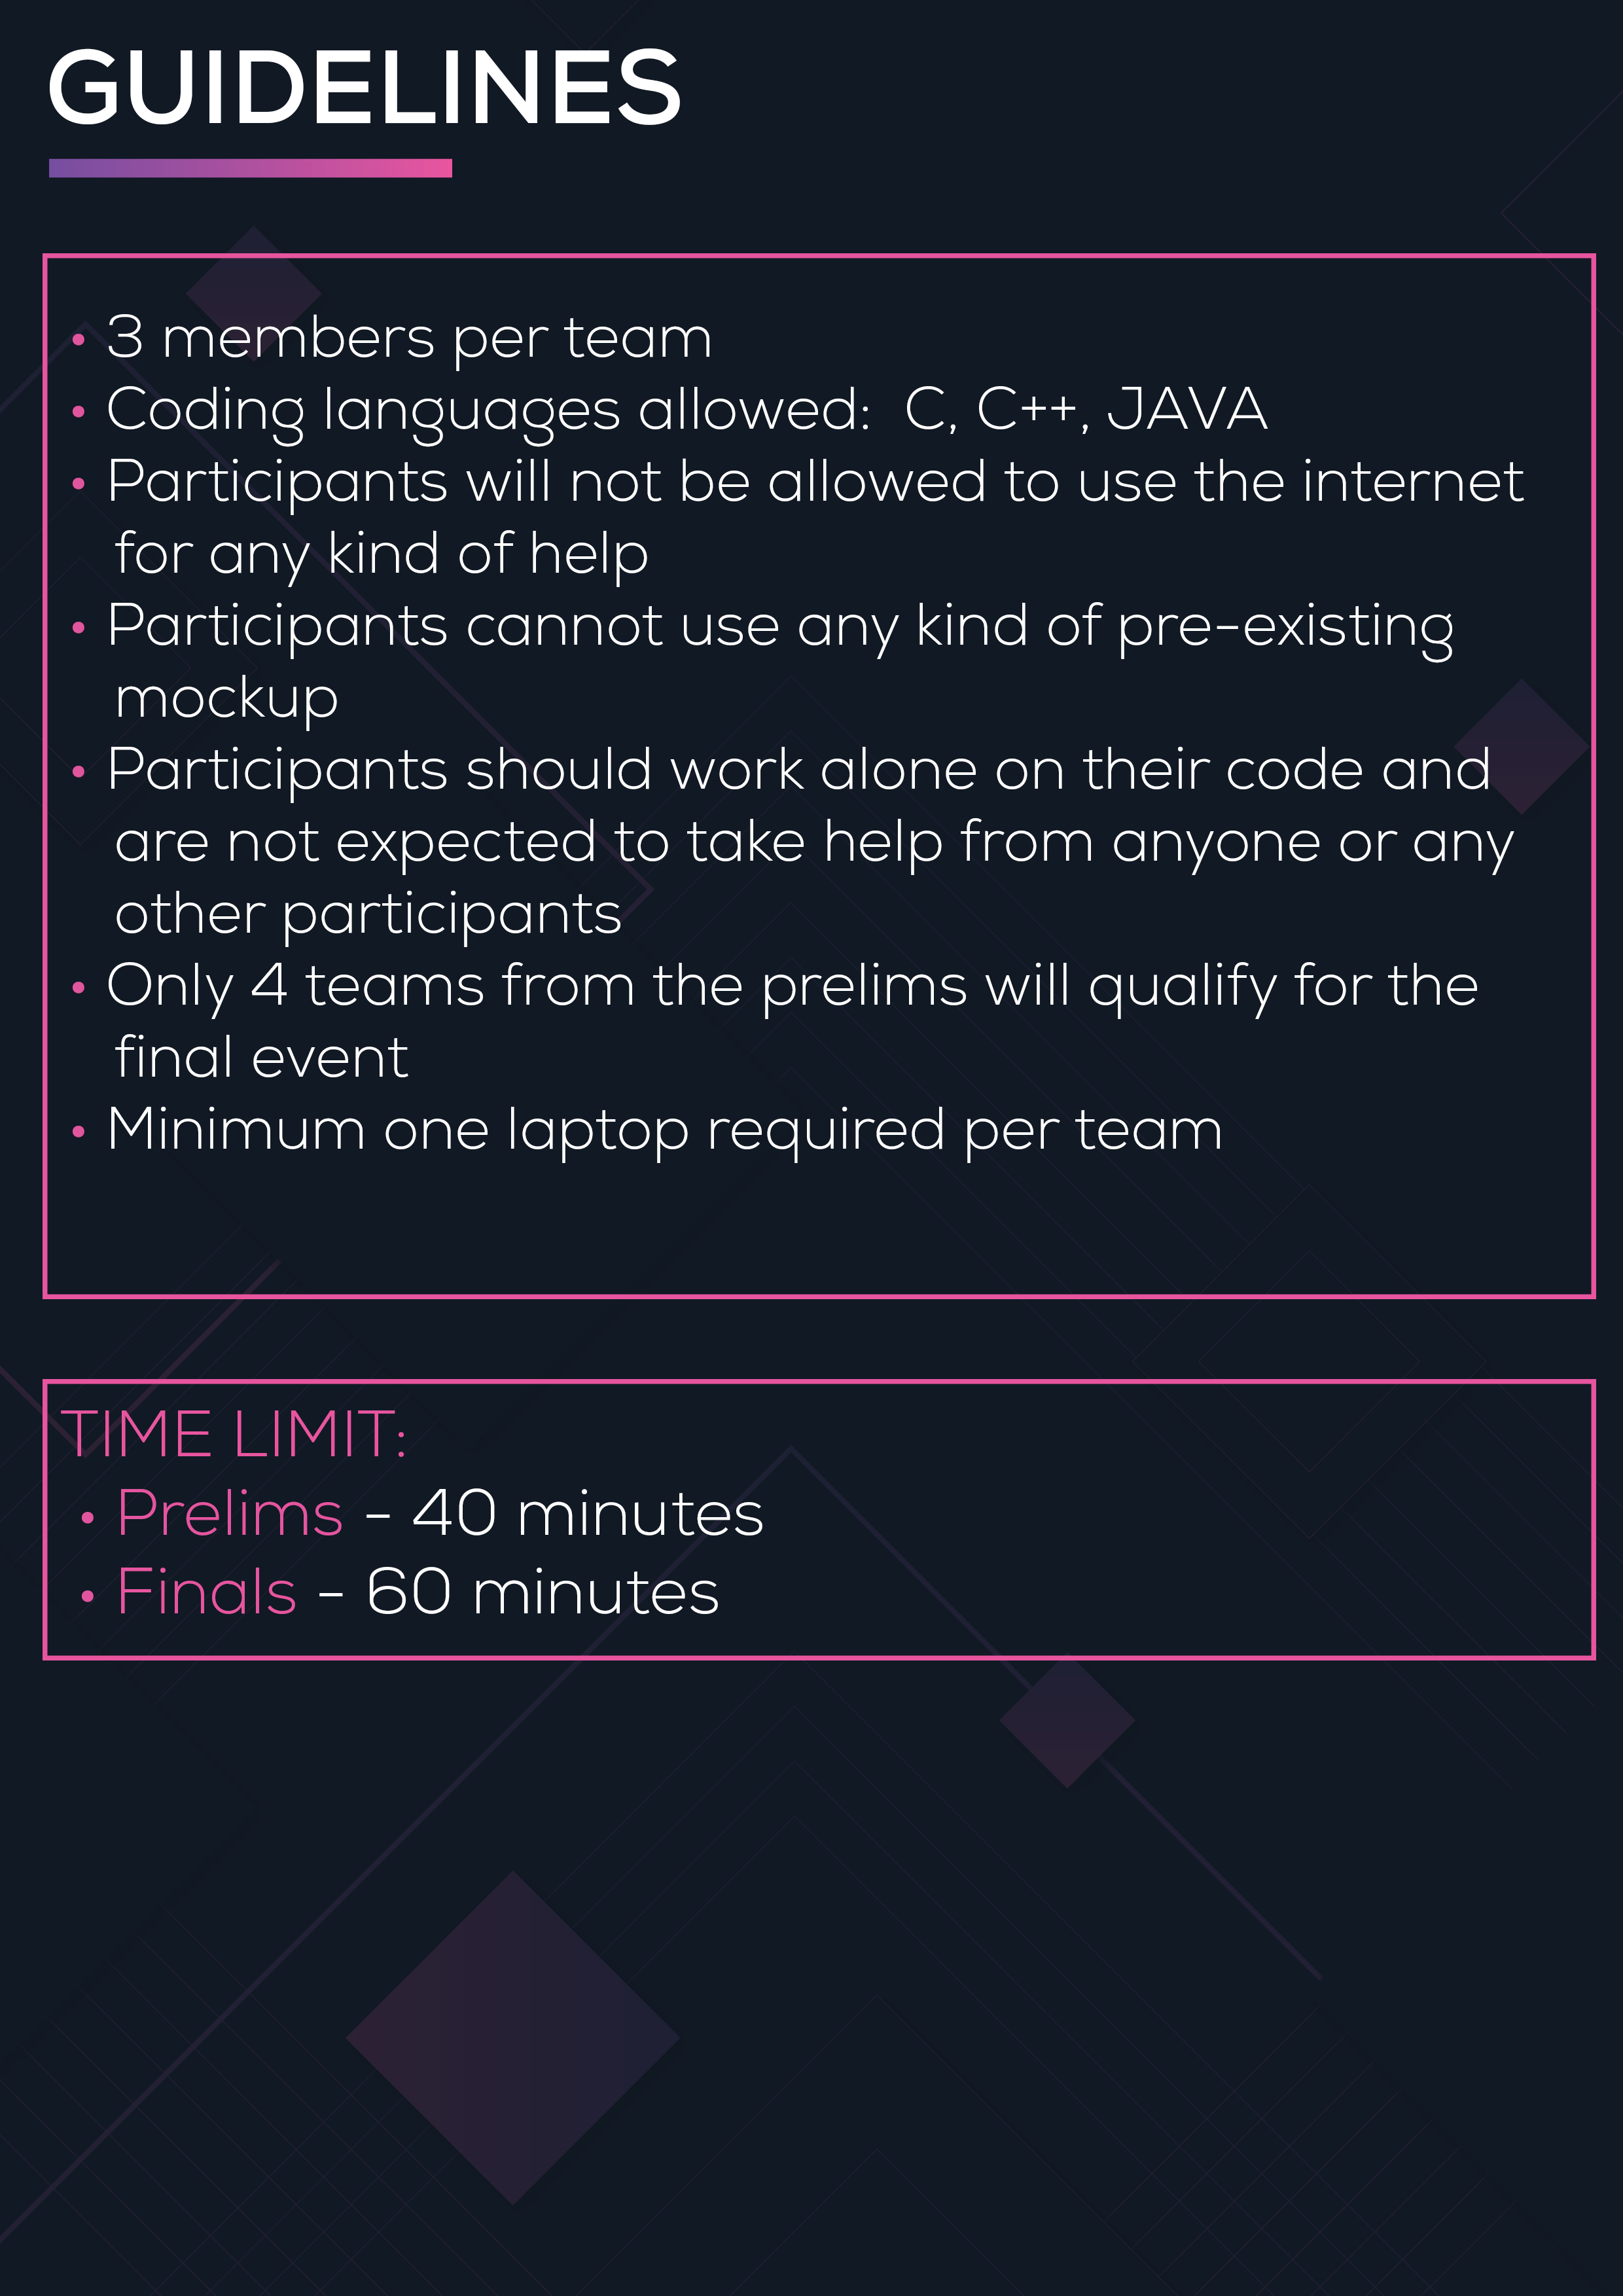 GUIDELINES
• 3 members per team
• Coding languages allowed:  C, C++, JAVA
• Participants will not be allowed to use the internet
for any kind of help
• Participants cannot use any kind of pre-existing
mockup
• Participants should work alone on their code and
are not expected to take help from anyone or any
other participants
• Only 4 teams from the prelims will qualify for the
final event
• Minimum one laptop required per team
TIME LIMIT:
• Prelims - 40 minutes
• Finals - 60 minutes